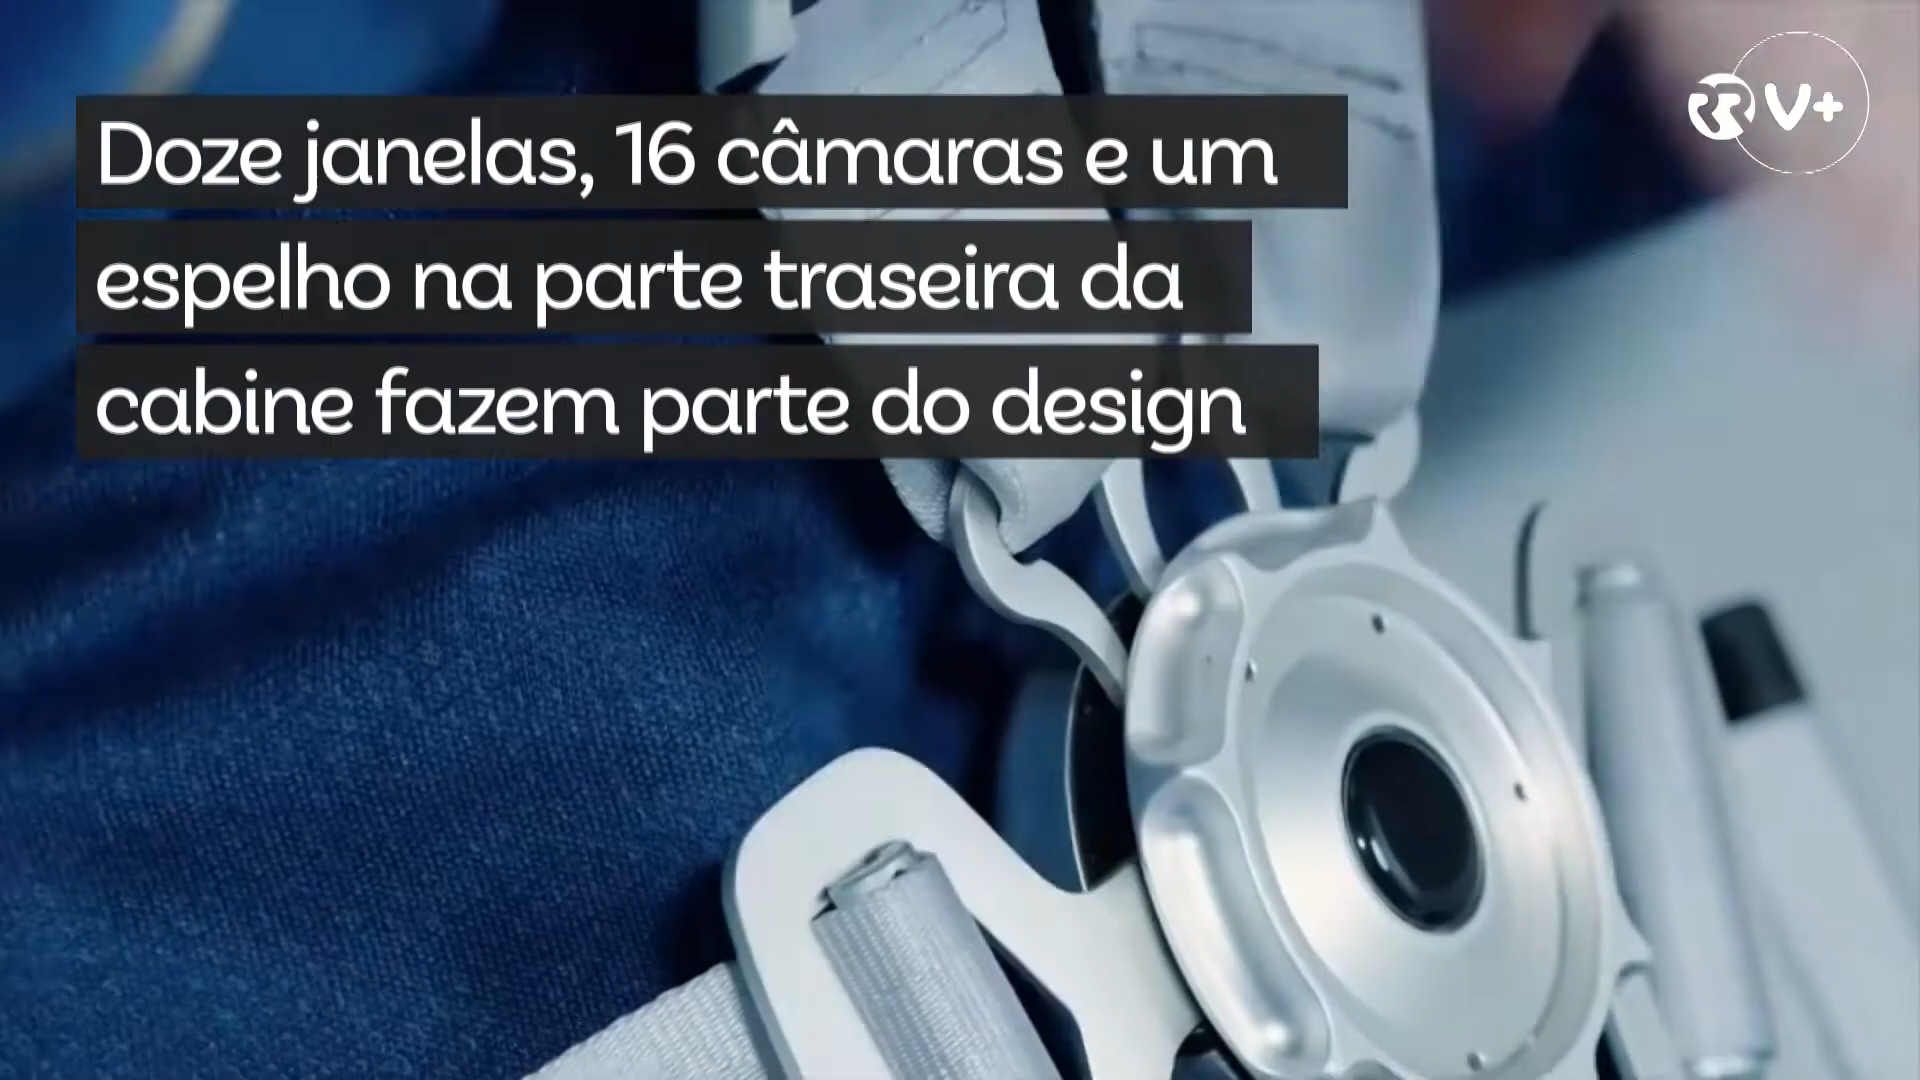 Doze janelas, 16 câmaras e um
espelho na parte traseira da
cabine fazem parte do design
V+